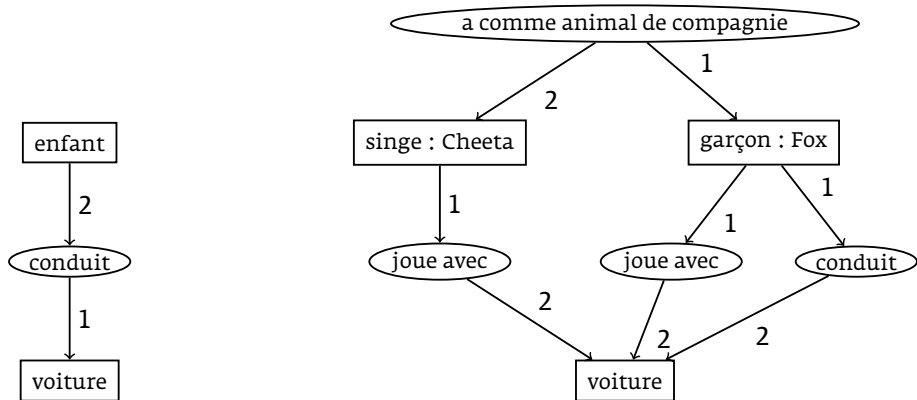 a comme animal de compagnie
2
1
enfant
singe : Cheeta
garçon : Fox
2
1
1
1
conduit
joue avec
joue avec
conduit
1
2
2
2
voiture
voiture